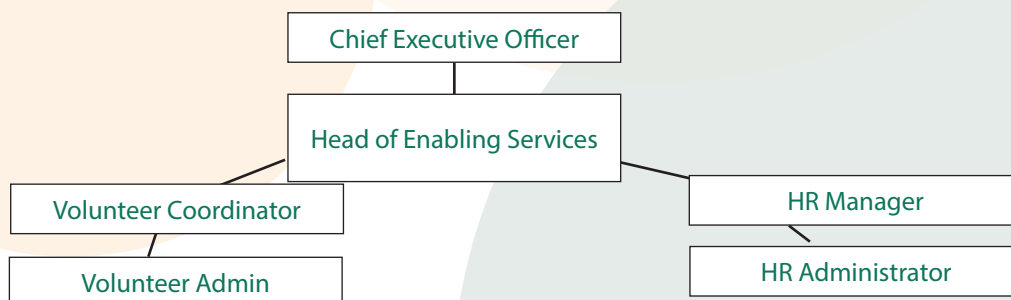 Chief Executive Officer
Head of Enabling Services
Volunteer Coordinator
HR Manager
Volunteer Admin
HR Administrator